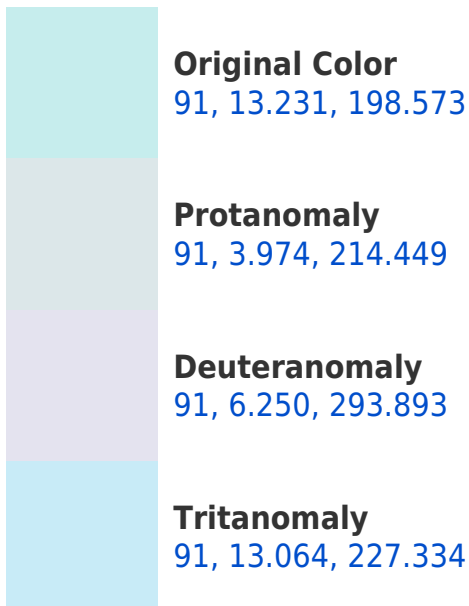 Original Color
91, 13.231, 198.573
Protanomaly
91, 3.974, 214.449
Deuteranomaly
91, 6.250, 293.893
Tritanomaly
91, 13.064, 227.334